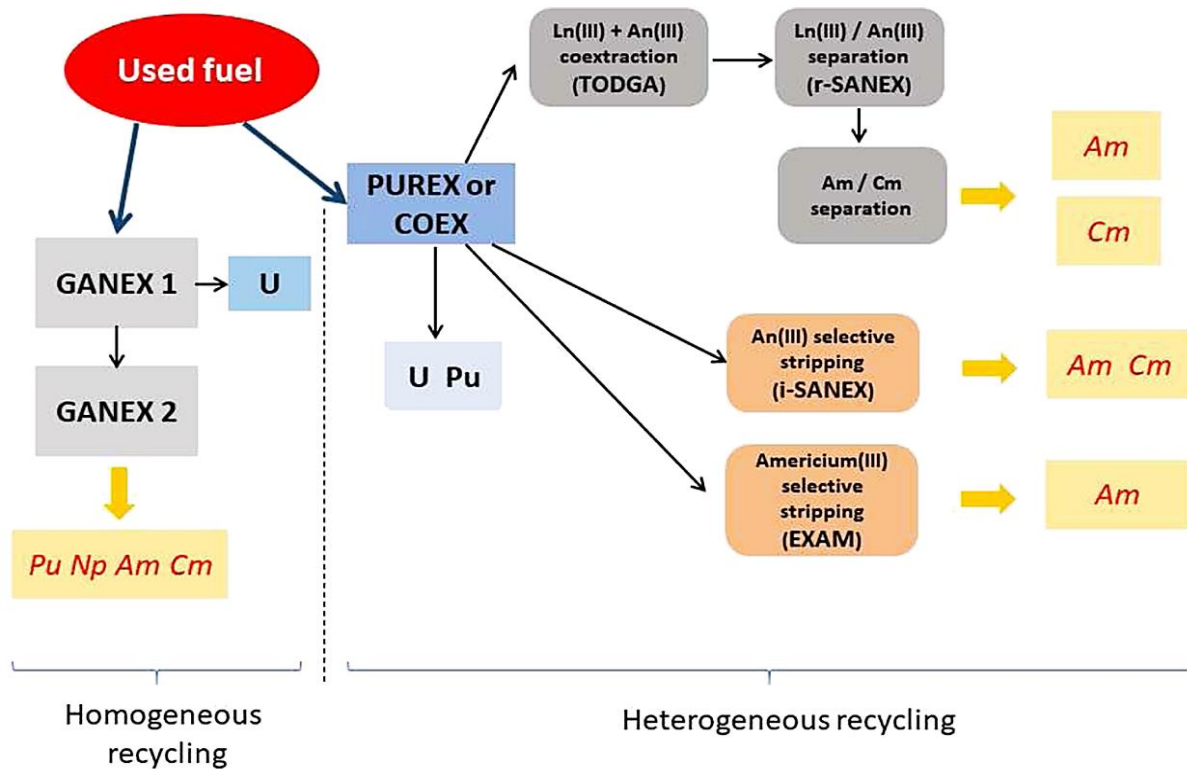 Used fuel
GANEX 1
U
GANEX 2
Pu Np Am Cm
Homogeneous
recycling
PUREX or
COEX
U Pu
Ln(III) + An(III)
coextraction
(TODGA)
Ln(III) / An(III)
separation
(r-SANEX)
Am / Cm
separation
Am
Cm
An(III) selective
stripping
(i-SANEX)
Am Cm
Americium(III)
selective
stripping
(EXAM)
Am
Heterogeneous recycling